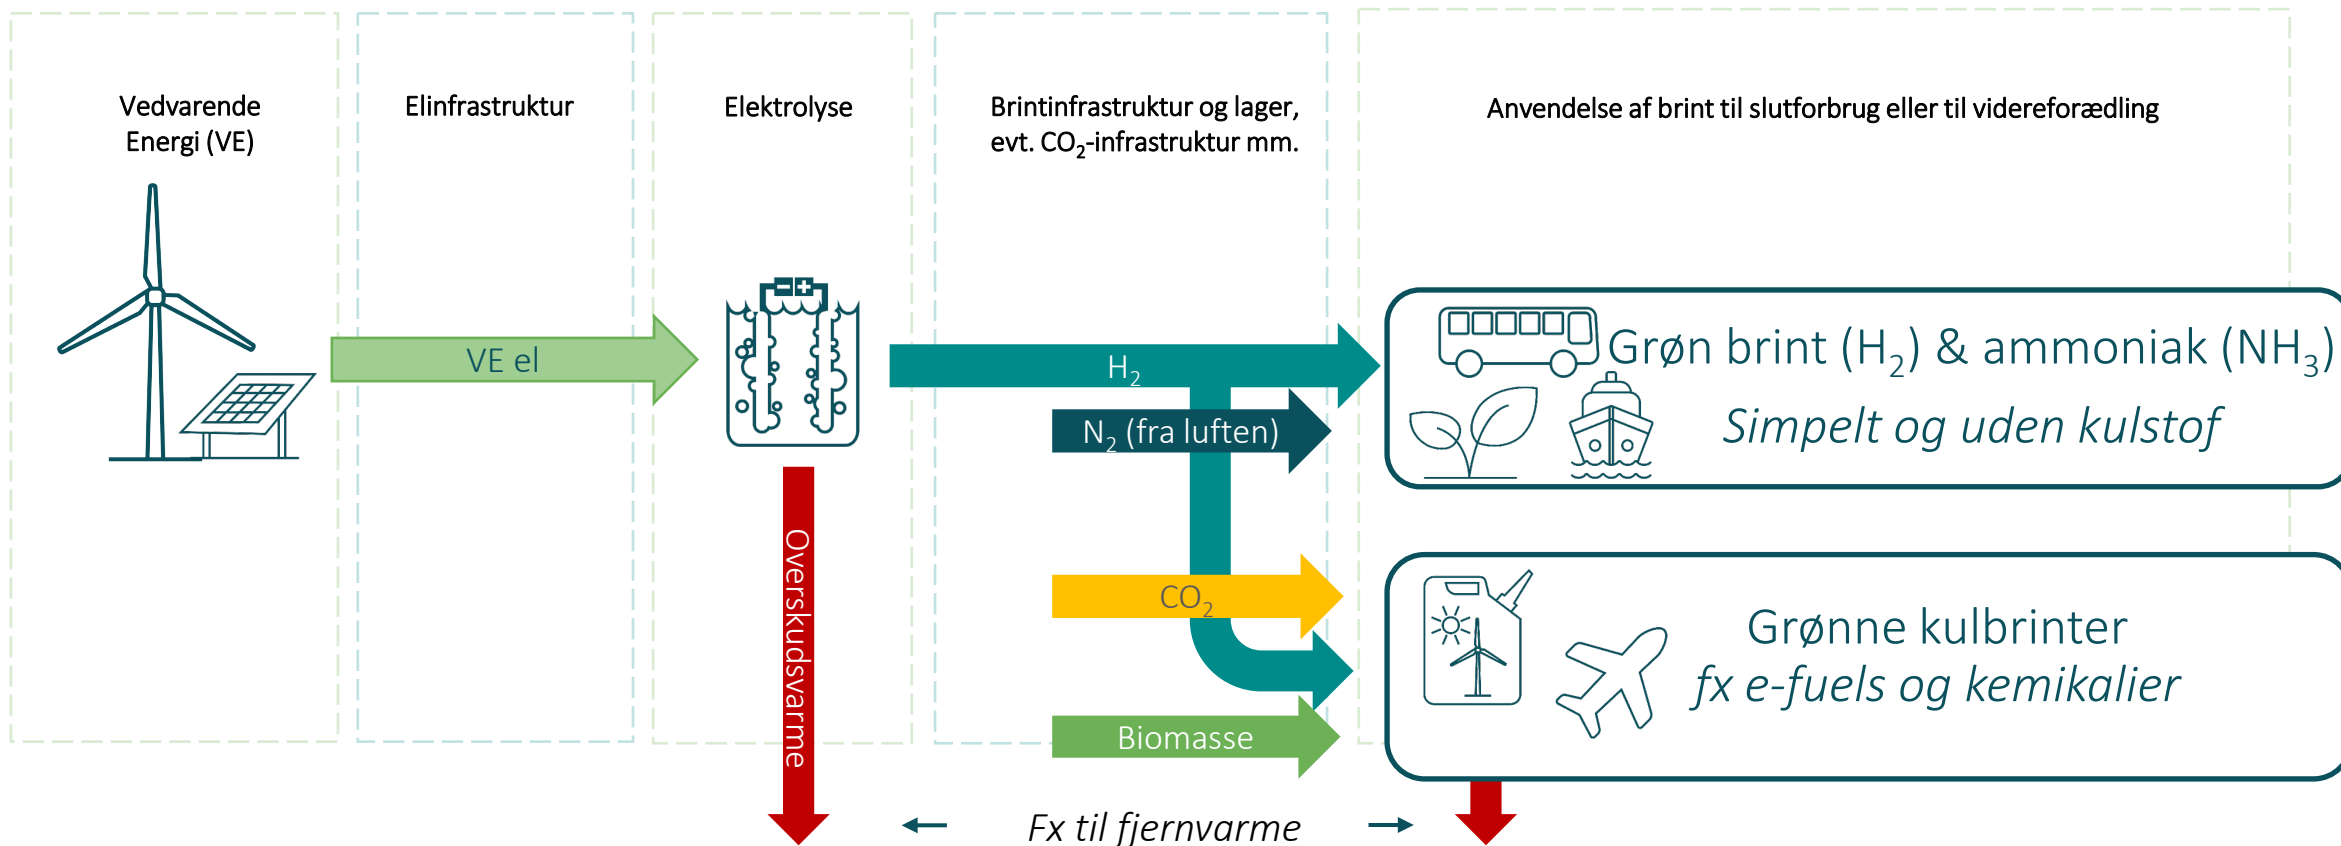 Vedvarende
Energi (VE)
Elinfrastruktur
Elektrolyse
Brintinfrastruktur og lager,
evt. CO₂-infrastruktur mm.
Anvendelse af brint til slutforbrug eller til videreforædling
VE el
H₂
N₂ (fra luften)
Grøn brint (H₂) & ammoniak (NH₃)
Simpelt og uden kulstof
Overskudsvarme
CO₂
Biomasse
Grønne kulbrinter
fx e-fuels og kemikalier
Fx til fjernvarme